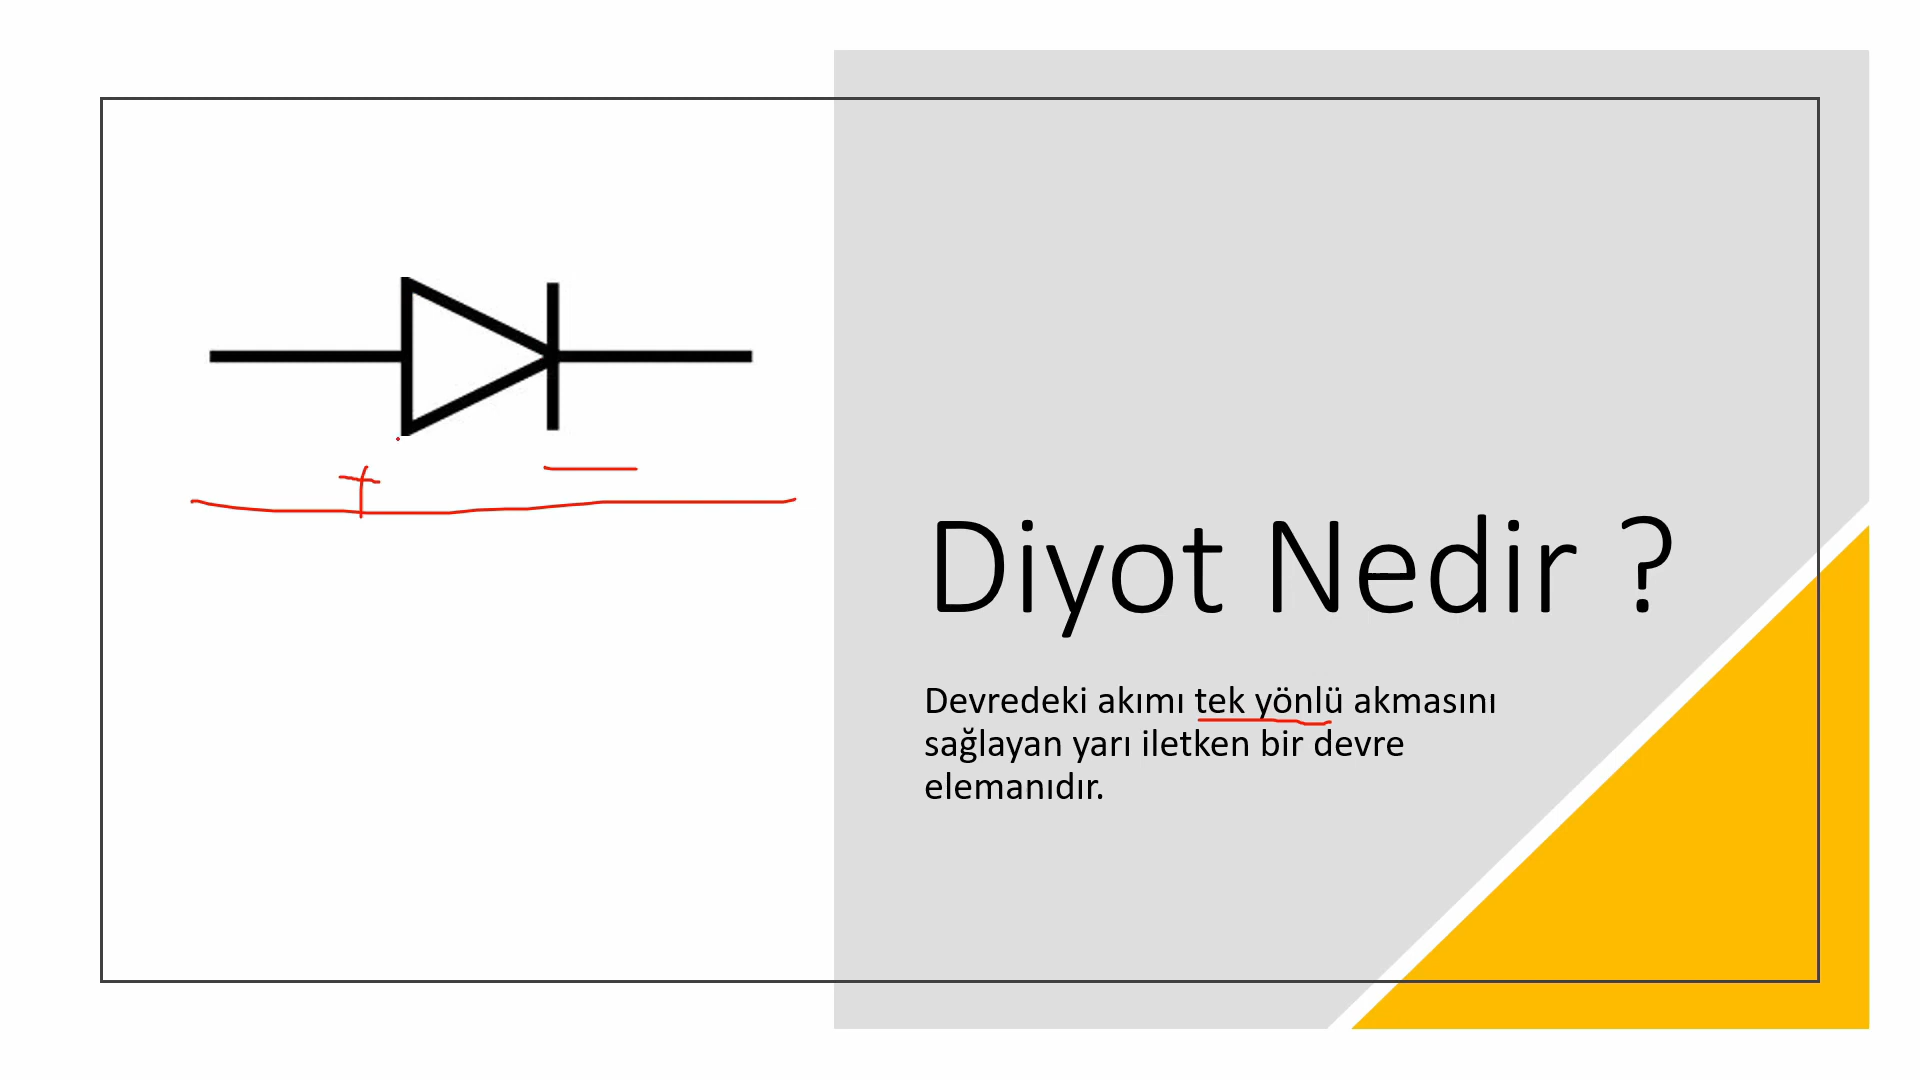 + −
Diyot Nedir ?
Devredeki akımı tek yönlü akmasını
sağlayan yarı iletken bir devre
elemanıdır.